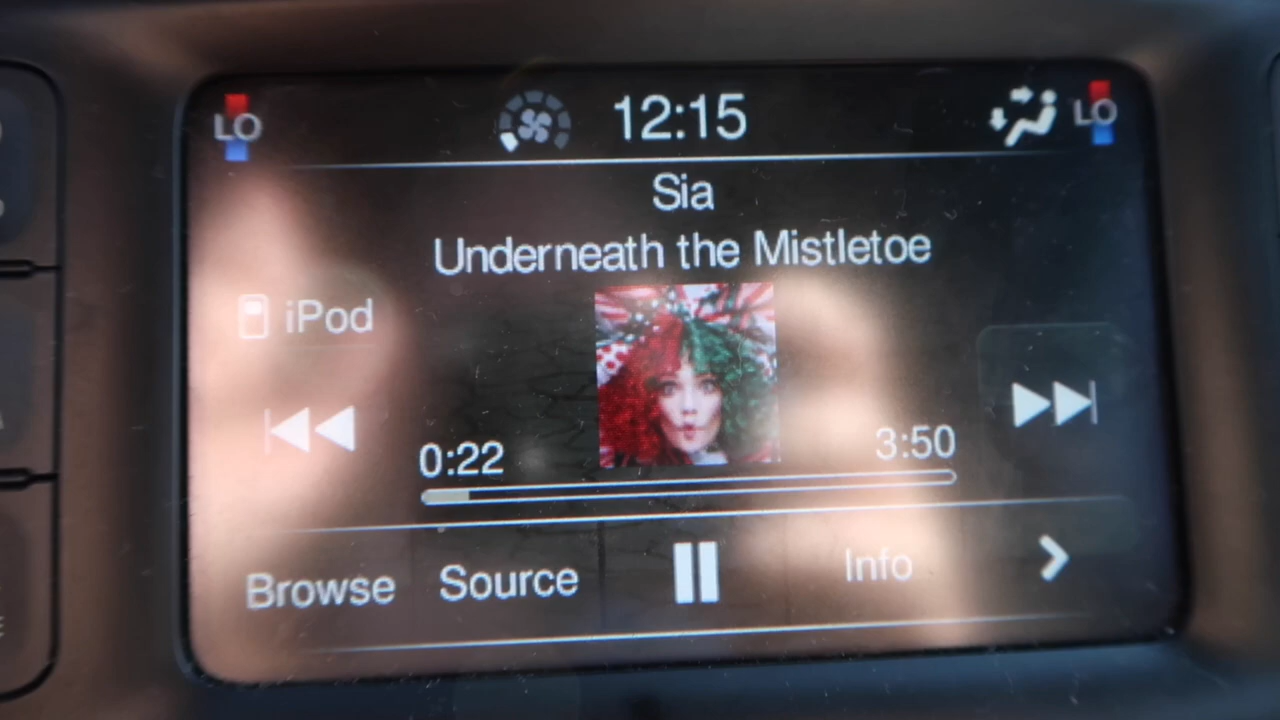 LO 12:15 LO
Sia
Underneath the Mistletoe
iPod
0:22 3:50
Browse Source Info